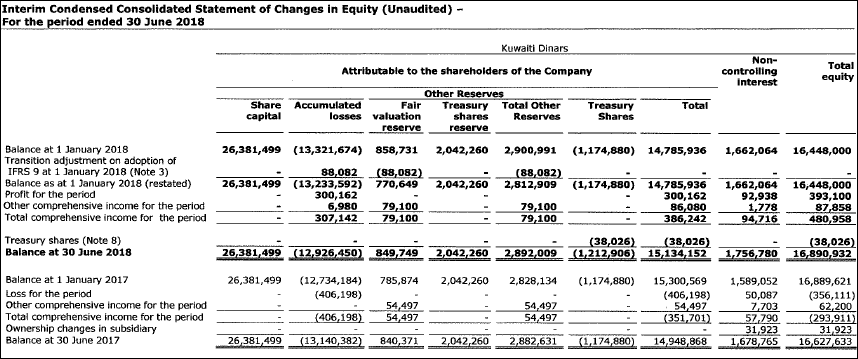 Interim Condensed Consolidated Statement of Changes in Equity (Unaudited) –
For the period ended 30 June 2018
Kuwaiti Dinars
Attributable to the shareholders of the Company Non-controlling interest Total equity
Other Reserves
Share capital Accumulated losses Fair valuation reserve Treasury shares reserve Total Other Reserves Treasury Shares Total
Balance at 1 January 2018 26,381,499 (13,321,674) 858,731 2,042,260 2,900,991 (1,174,880) 14,785,936 1,662,064 16,448,000
Transition adjustment on adoption of
IFRS 9 at 1 January 2018 (Note 3) - 88,082 (88,082) - (88,082) - - - -
Balance as at 1 January 2018 (restated) 26,381,499 (13,233,592) 770,649 2,042,260 2,812,909 (1,174,880) 14,785,936 1,662,064 16,448,000
Profit for the period - 300,162 - - - - 300,162 92,938 393,100
Other comprehensive income for the period - 6,980 79,100 - 79,100 - 86,080 1,778 87,858
Total comprehensive income for the period - 307,142 79,100 - 79,100 - 386,242 94,716 480,958
Treasury shares (Note 8) - - - - - (38,026) (38,026) - (38,026)
Balance at 30 June 2018 26,381,499 (12,926,450) 849,749 2,042,260 2,892,009 (1,212,906) 15,134,152 1,756,780 16,890,932
Balance at 1 January 2017 26,381,499 (12,734,184) 785,874 2,042,260 2,828,134 (1,174,880) 15,300,569 1,589,052 16,889,621
Loss for the period - (406,198) - - - - (406,198) 50,087 (356,111)
Other comprehensive income for the period - - 54,497 - 54,497 - 54,497 7,703 62,200
Total comprehensive income for the period - (406,198) 54,497 - 54,497 - (351,701) 57,790 (293,911)
Ownership changes in subsidiary - - - - - - - 31,923 31,923
Balance at 30 June 2017 26,381,499 (13,140,382) 840,371 2,042,260 2,882,631 (1,174,880) 14,948,868 1,678,765 16,627,633